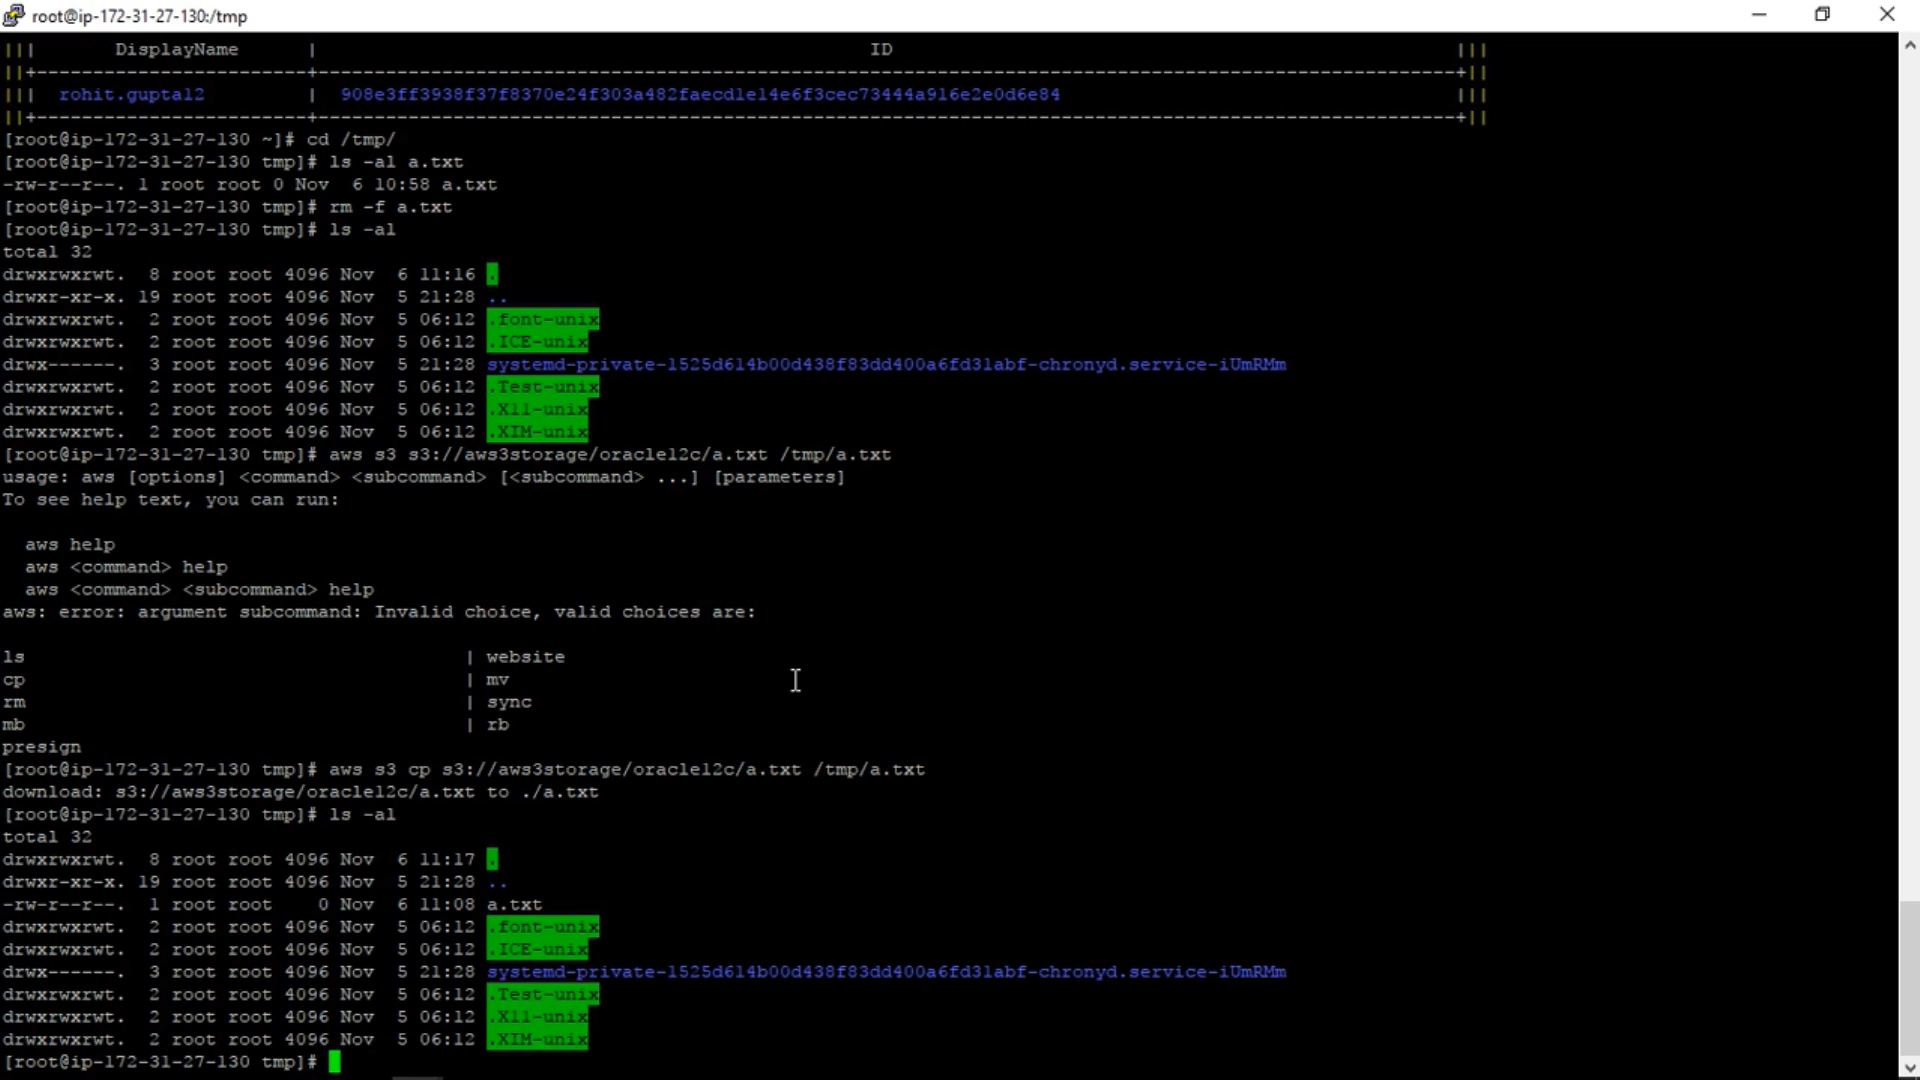 root@ip-172-31-27-130:/tmp
||| DisplayName | ID |||
||+------------------------+------------------------------------------------------------------------------------------------------+||
||| rohit.gupta12 | 908e3ff3938f37f8370e24f303a482faecd1e14e6f3cec73444a916e2e0d6e84 |||
||+------------------------+------------------------------------------------------------------------------------------------------+||
[root@ip-172-31-27-130 ~]# cd /tmp/
[root@ip-172-31-27-130 tmp]# ls -al a.txt
-rw-r--r--. 1 root root 0 Nov  6 10:58 a.txt
[root@ip-172-31-27-130 tmp]# rm -f a.txt
[root@ip-172-31-27-130 tmp]# ls -al
total 32
drwxrwxrwt.  8 root root 4096 Nov  6 11:16 .
drwxr-xr-x. 19 root root 4096 Nov  5 21:28 ..
drwxrwxrwt.  2 root root 4096 Nov  5 06:12 .font-unix
drwxrwxrwt.  2 root root 4096 Nov  5 06:12 .ICE-unix
drwx------.  3 root root 4096 Nov  5 21:28 systemd-private-1525d614b00d438f83dd400a6fd31abf-chronyd.service-iUmRMm
drwxrwxrwt.  2 root root 4096 Nov  5 06:12 .Test-unix
drwxrwxrwt.  2 root root 4096 Nov  5 06:12 .X11-unix
drwxrwxrwt.  2 root root 4096 Nov  5 06:12 .XIM-unix
[root@ip-172-31-27-130 tmp]# aws s3 s3://aws3storage/oracle12c/a.txt /tmp/a.txt
usage: aws [options] <command> <subcommand> [<subcommand> ...] [parameters]
To see help text, you can run:
aws help
aws <command> help
aws <command> <subcommand> help
aws: error: argument subcommand: Invalid choice, valid choices are:
ls | website
cp | mv
rm | sync
mb | rb
presign
[root@ip-172-31-27-130 tmp]# aws s3 cp s3://aws3storage/oracle12c/a.txt /tmp/a.txt
download: s3://aws3storage/oracle12c/a.txt to ./a.txt
[root@ip-172-31-27-130 tmp]# ls -al
total 32
drwxrwxrwt.  8 root root 4096 Nov  6 11:17 .
drwxr-xr-x. 19 root root 4096 Nov  5 21:28 ..
-rw-r--r--.  1 root root    0 Nov  6 11:08 a.txt
drwxrwxrwt.  2 root root 4096 Nov  5 06:12 .font-unix
drwxrwxrwt.  2 root root 4096 Nov  5 06:12 .ICE-unix
drwx------.  3 root root 4096 Nov  5 21:28 systemd-private-1525d614b00d438f83dd400a6fd31abf-chronyd.service-iUmRMm
drwxrwxrwt.  2 root root 4096 Nov  5 06:12 .Test-unix
drwxrwxrwt.  2 root root 4096 Nov  5 06:12 .X11-unix
drwxrwxrwt.  2 root root 4096 Nov  5 06:12 .XIM-unix
[root@ip-172-31-27-130 tmp]#